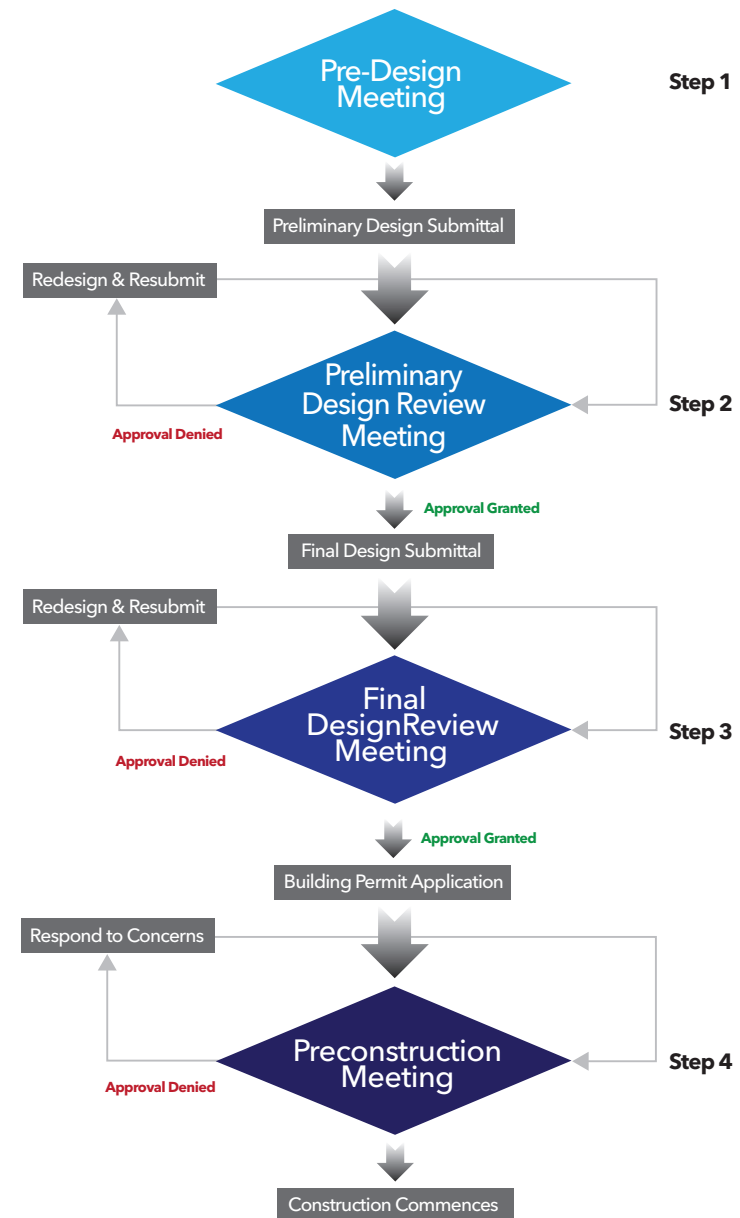 Pre-Design
Meeting
Step 1
Preliminary Design Submittal
Redesign & Resubmit
Preliminary
Design Review
Meeting
Step 2
Approval Denied
Approval Granted
Final Design Submittal
Redesign & Resubmit
Final
DesignReview
Meeting
Step 3
Approval Denied
Approval Granted
Building Permit Application
Respond to Concerns
Preconstruction
Meeting
Step 4
Approval Denied
Construction Commences